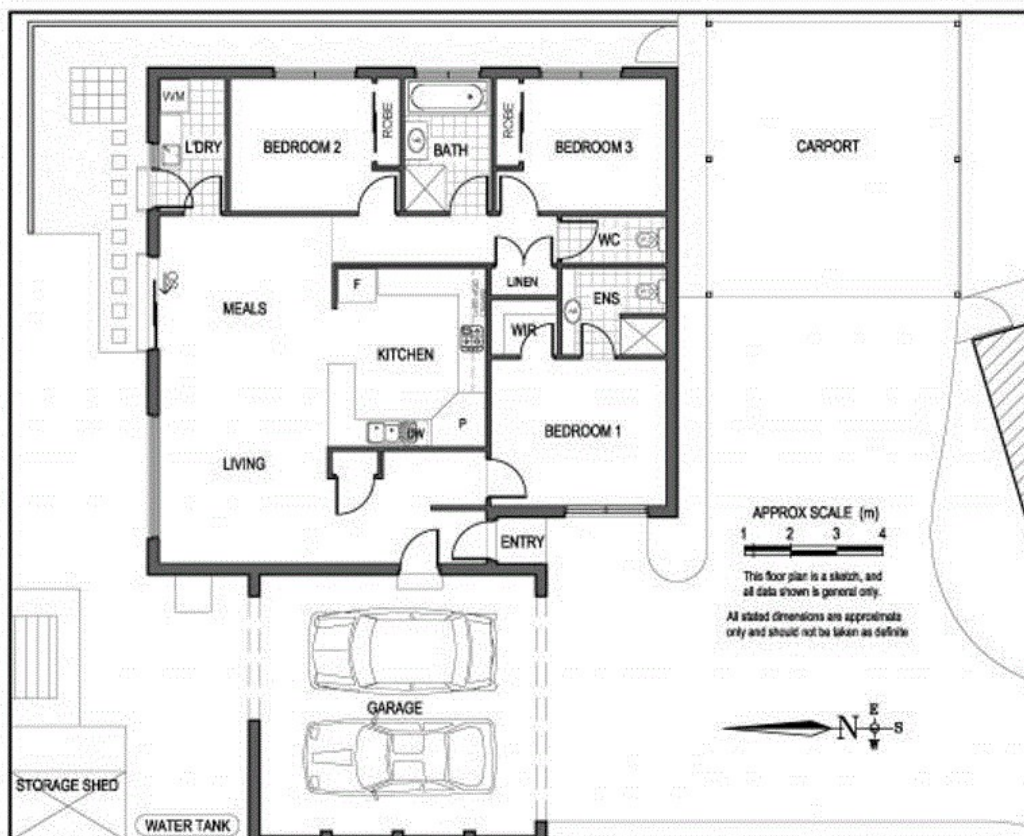 WM
L'DRY
BEDROOM 2
ROBE
BATH
ROBE
BEDROOM 3
CARPORT
WC
LINEN
F
ENS
MEALS
WIR
KITCHEN
DW
P
BEDROOM 1
LIVING
ENTRY
APPROX SCALE (m)
1 2 3 4
This floor plan is a sketch, and
all data shown is general only.
All stated dimensions are approximate
only and should not be taken as definite
GARAGE
N
E
S
W
STORAGE SHED
WATER TANK